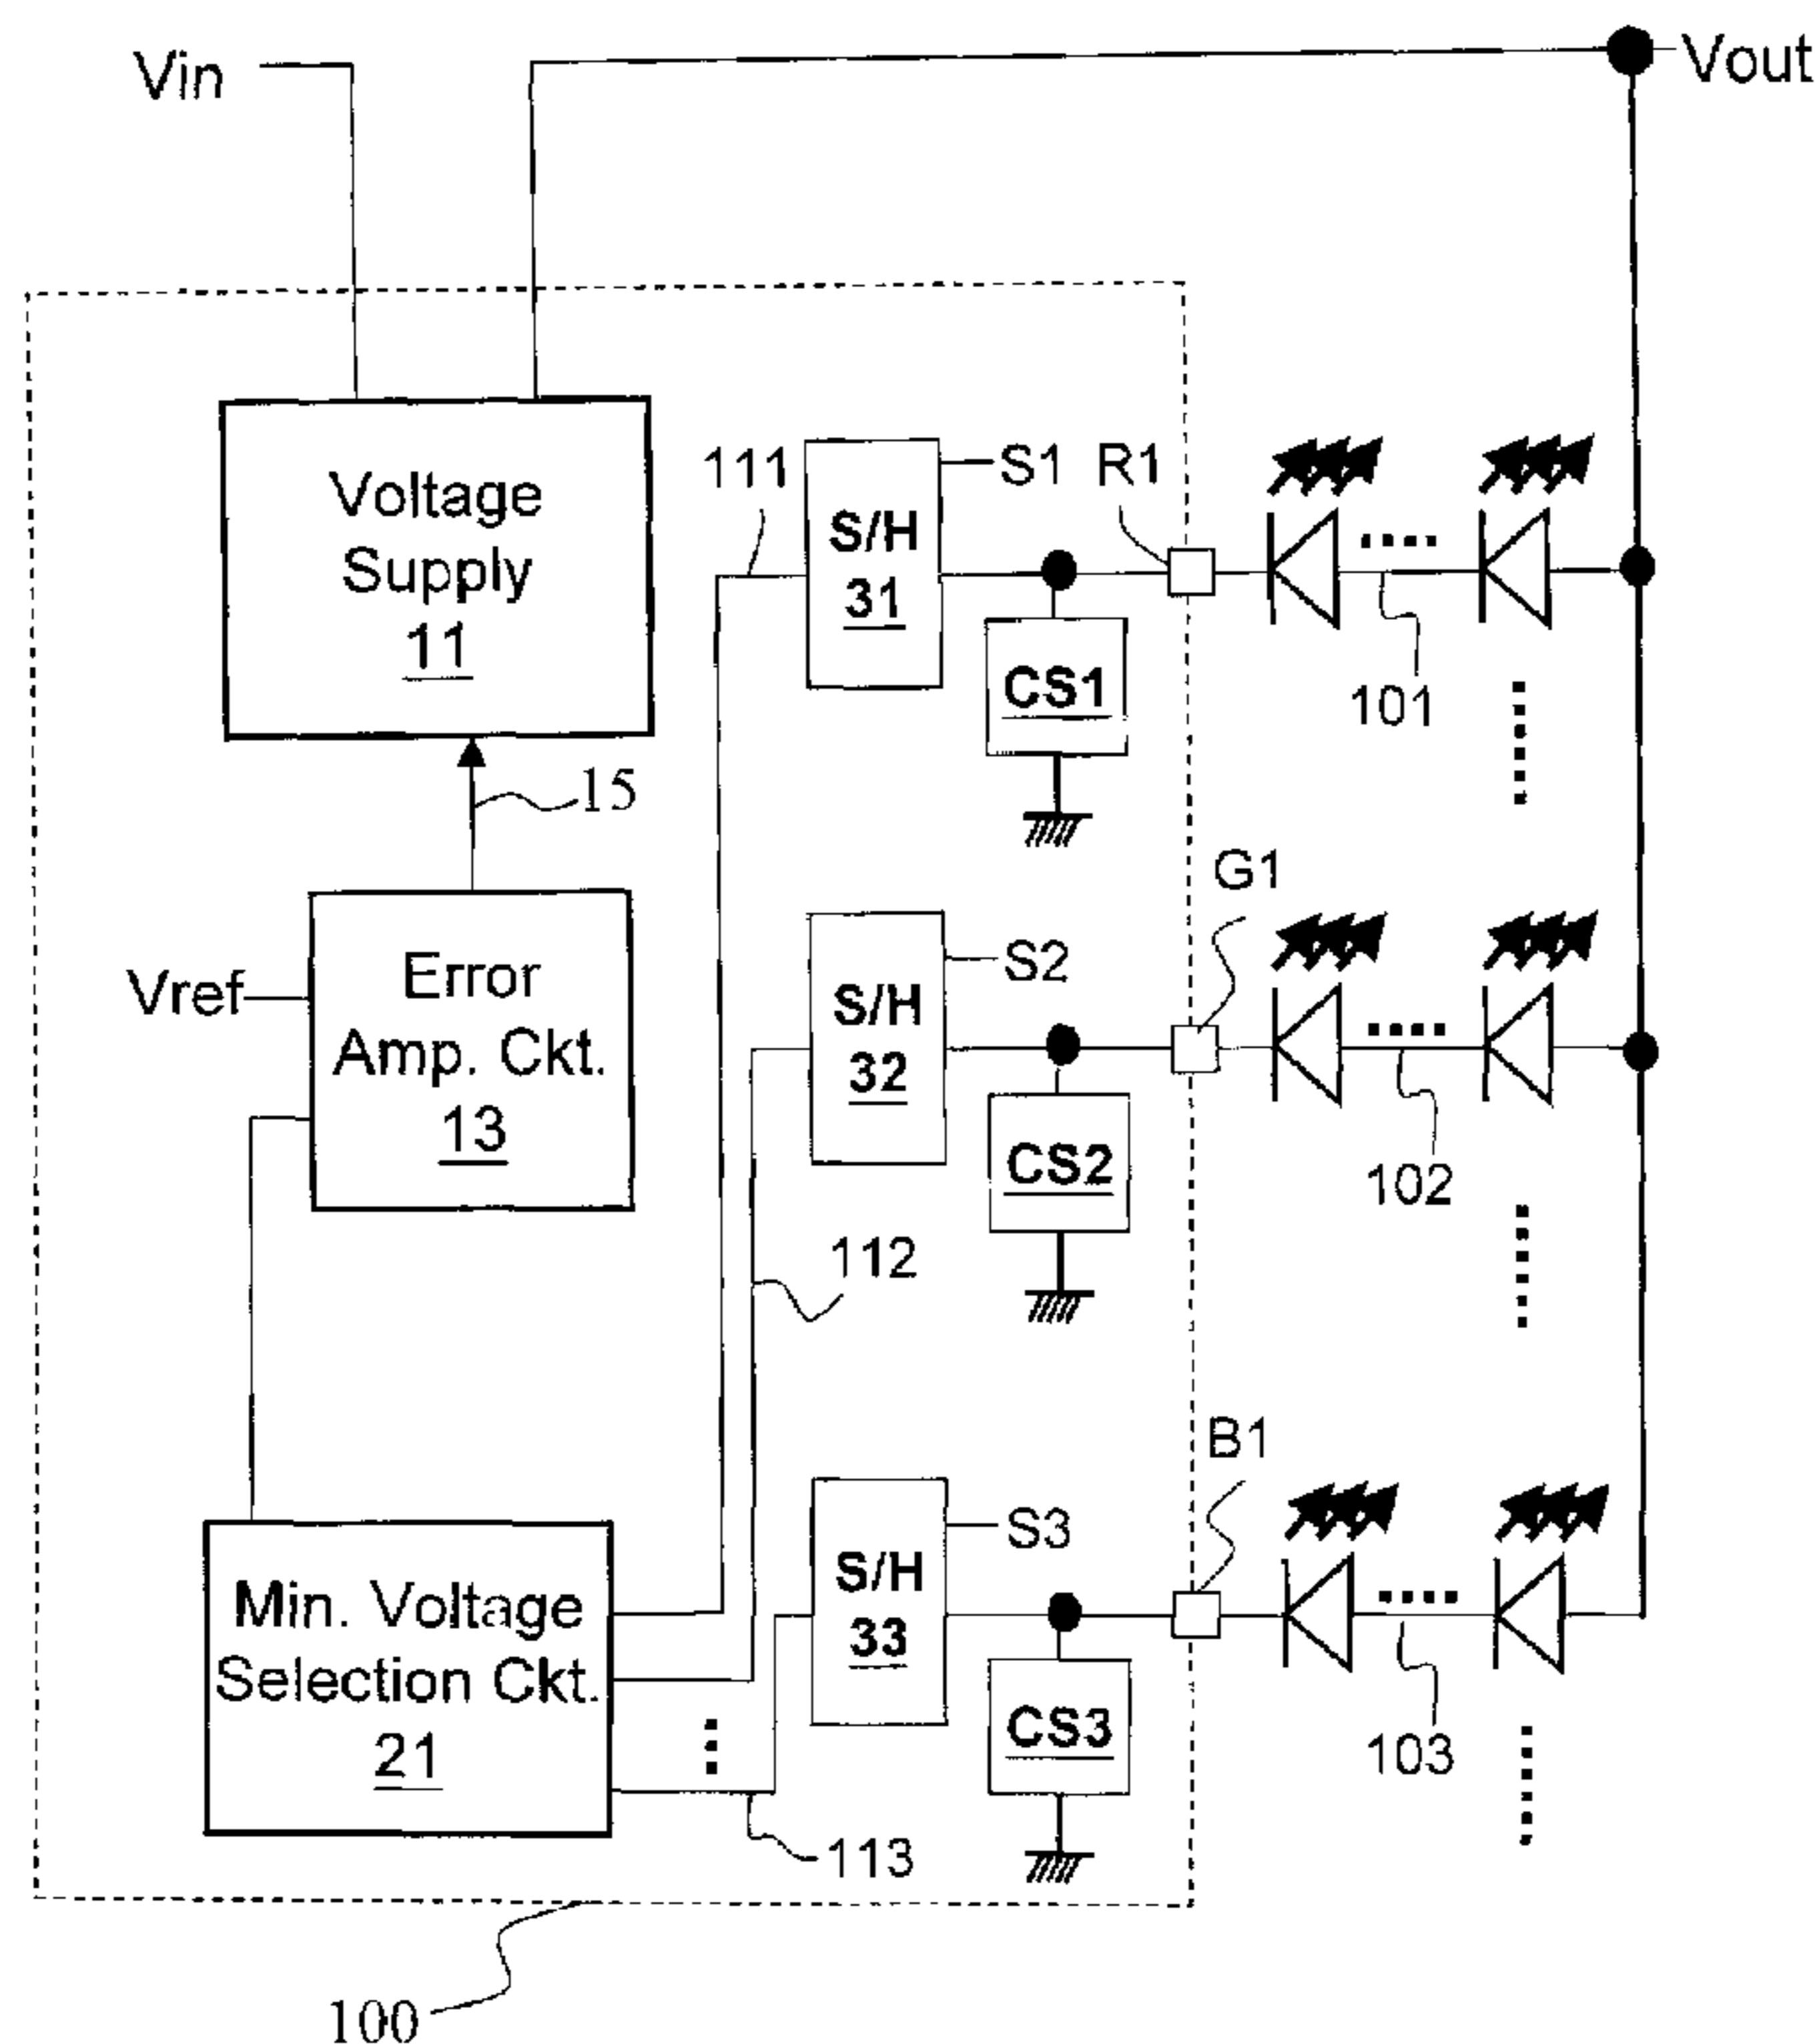 Vin
Vout
Voltage
Supply
11
111
S/H
31
S1
R1
CS1
101
15
Vref
Error
Amp. Ckt.
13
S/H
32
S2
G1
CS2
102
112
Min. Voltage
Selection Ckt.
21
S/H
33
S3
B1
CS3
103
113
100